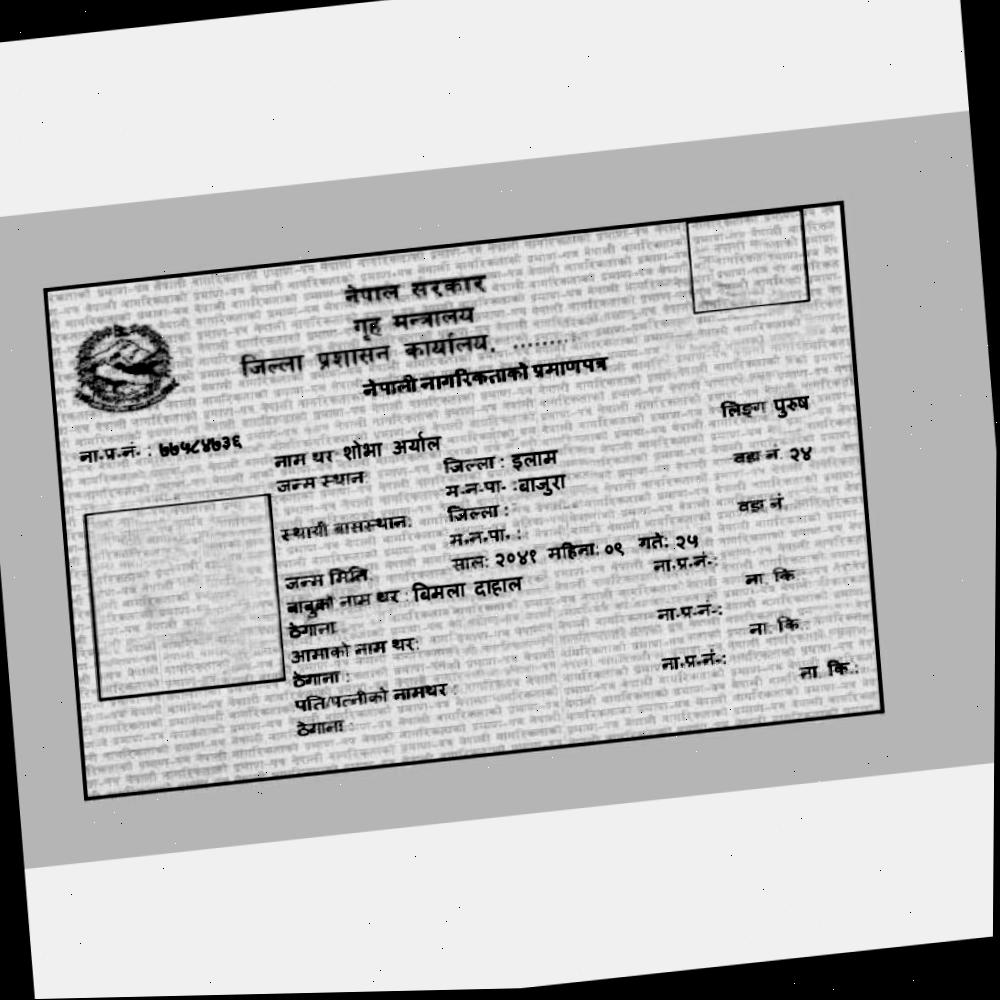 नेपाल सरकार
गृह मन्त्रालय
जिल्ला प्रशासन कार्यालय. ........
नेपाली नागरिकताको प्रमाणपत्र
लिङ्ग पुरुष
ना.प्र.नं. : ७७५८४७३६
नाम थर शोभा अर्याल
जन्म स्थान: जिल्ला : इलाम
म.न.पा. : बाजुरा वडा नं. २४
स्थायी बासस्थान: जिल्ला :
म.न.पा. : वडा नं.
जन्म मिति: साल: २०४१ महिना: ०९ गते: २५
बाबुको नाम थर : बिमला दाहाल ना.प्र.नं.:
ठेगाना ना. कि.:
आमाको नाम थर: ना.प्र.नं.:
ठेगाना : ना. कि.:
पति/पत्नीको नामथर : ना.प्र.नं.:
ठेगाना : ना. कि.: